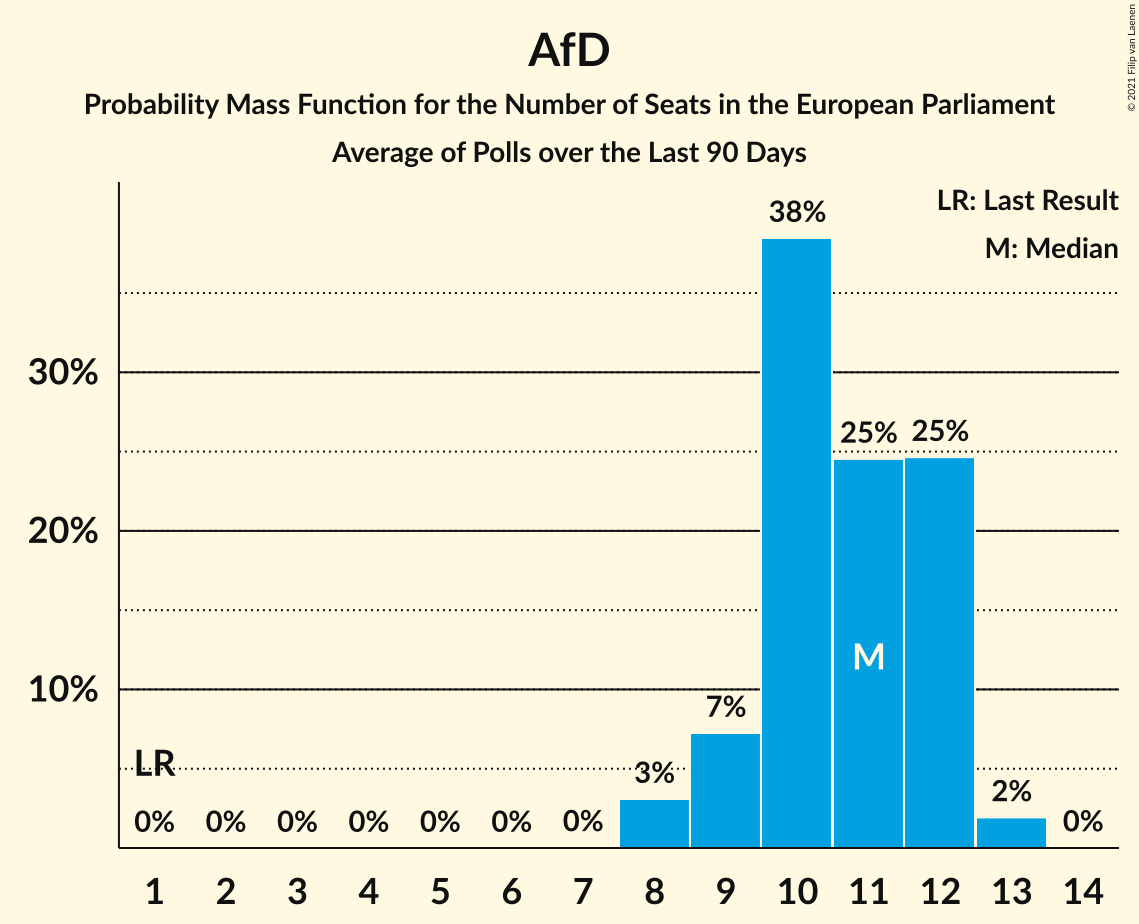 AfD
Probability Mass Function for the Number of Seats in the European Parliament
Average of Polls over the Last 90 Days
© 2021 Filip van Laenen
LR: Last Result
M: Median
38%
30%
25% 25%
20%
M
10%
7%
LR
3%
2%
0% 0% 0% 0% 0% 0% 0% 0%
1 2 3 4 5 6 7 8 9 10 11 12 13 14